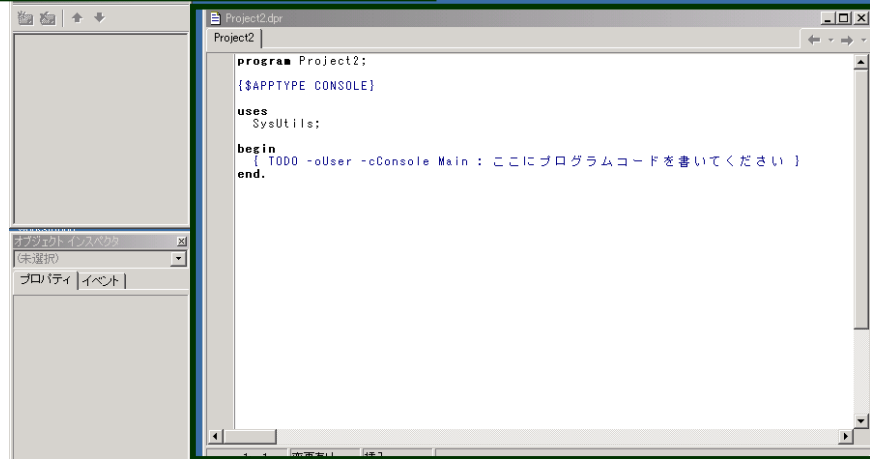 Project2.dpr
Project2
program Project2;
{$APPTYPE CONSOLE}
uses
SysUtils;
begin
{ TODO -oUser -cConsole Main : ここにプログラムコードを書いてください }
end.
オブジェクト インスペクタ
(未選択)
プロパティ イベント
1: 1 変更あり 挿入